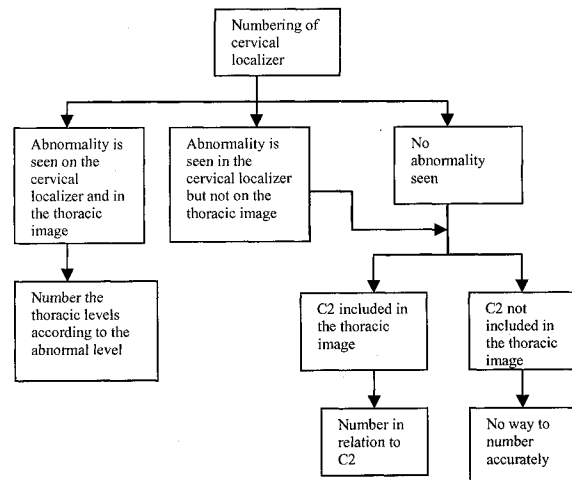 Numbering of
cervical
localizer
Abnormality is
seen on the
cervical
localizer and in
the thoracic
image
Abnormality is
seen in the
cervical localizer
but not on the
thoracic image
No
abnormality
seen
Number the
thoracic levels
according to the
abnormal level
C2 included in
the thoracic
image
C2 not
included in
the thoracic
image
Number in
relation to
C2
No way to
number
accurately